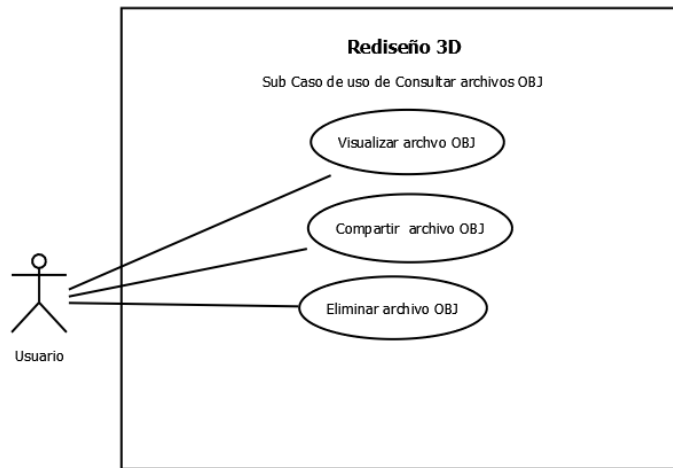 Rediseño 3D
Sub Caso de uso de Consultar archivos OBJ
Visualizar archvo OBJ
Compartir archivo OBJ
Eliminar archivo OBJ
Usuario